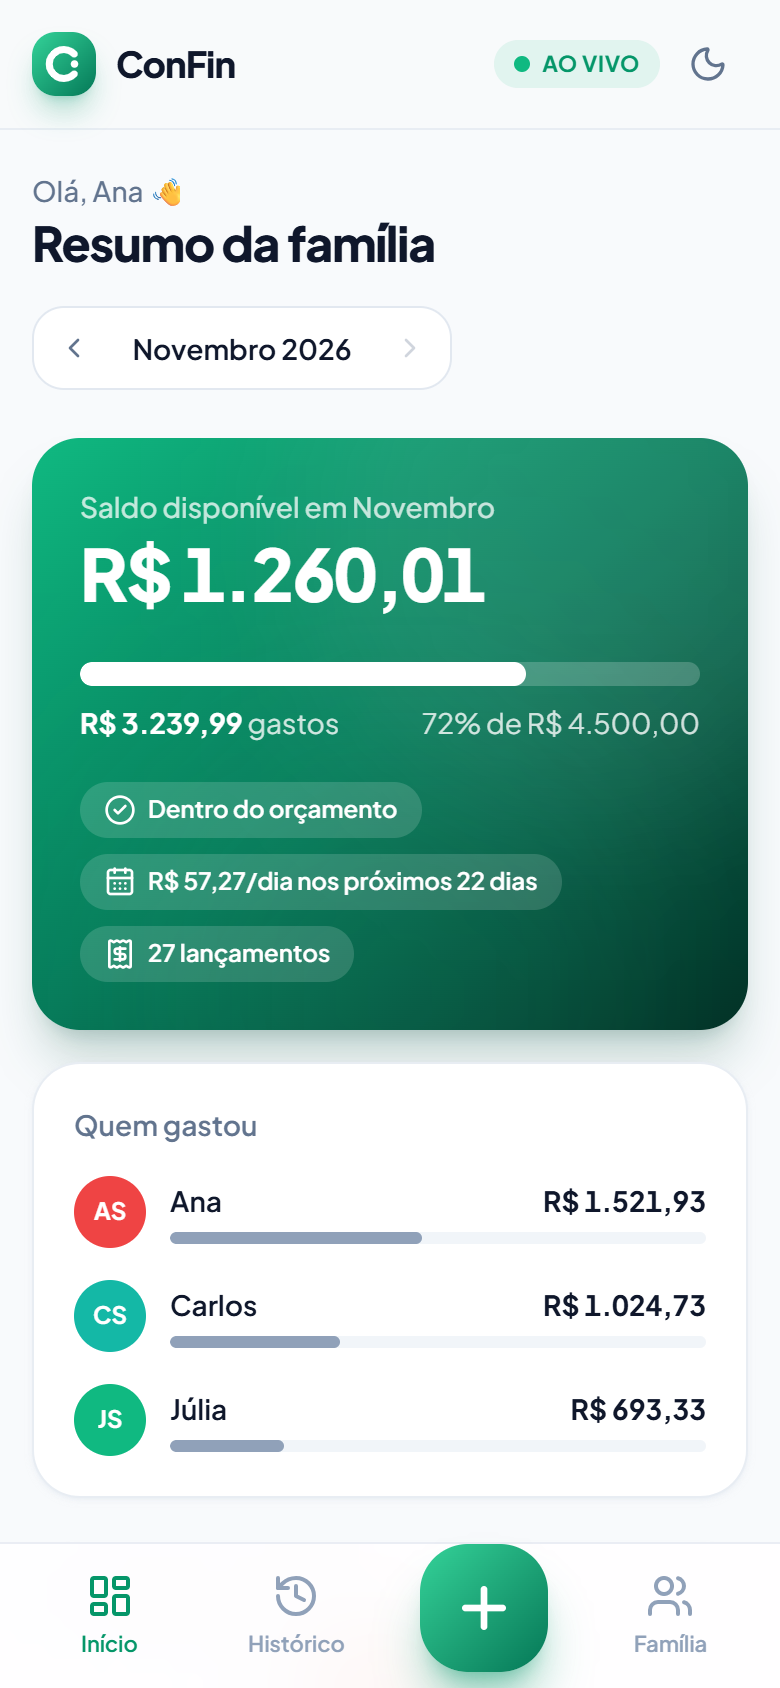 ConFin
AO VIVO
Olá, Ana 👋
Resumo da família
Novembro 2026
Saldo disponível em Novembro
R$ 1.260,01
R$ 3.239,99 gastos
72% de R$ 4.500,00
Dentro do orçamento
R$ 57,27/dia nos próximos 22 dias
27 lançamentos
Quem gastou
AS
Ana
R$ 1.521,93
CS
Carlos
R$ 1.024,73
JS
Júlia
R$ 693,33
Início
Histórico
Família